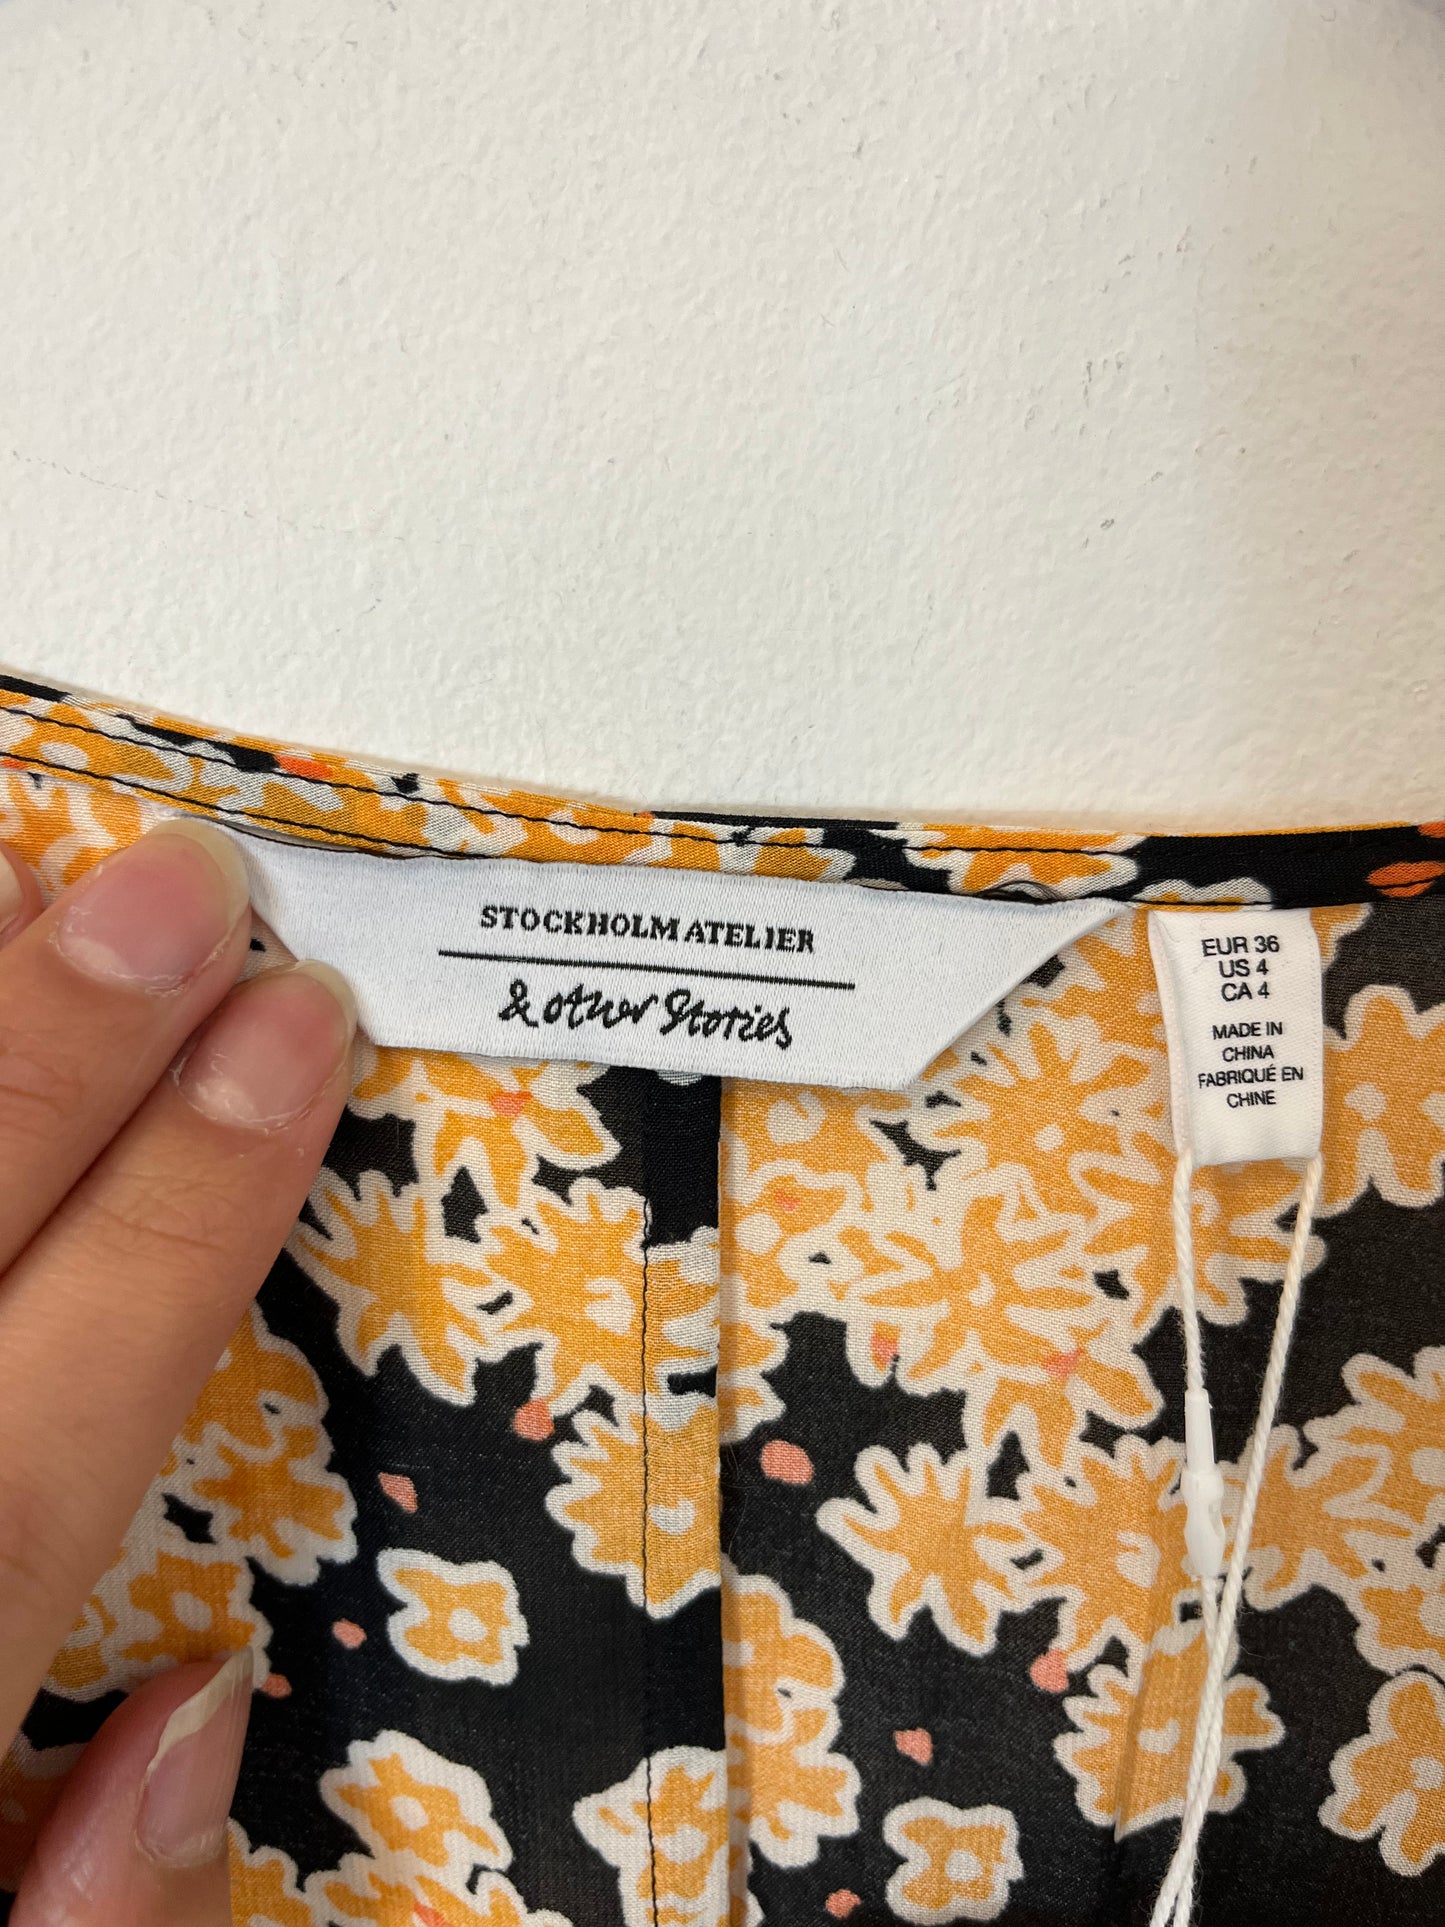 STOCKHOLM ATELIER
& other Stories
EUR 36
US 4
CA 4
MADE IN
CHINA
FABRIQUÉ EN
CHINE